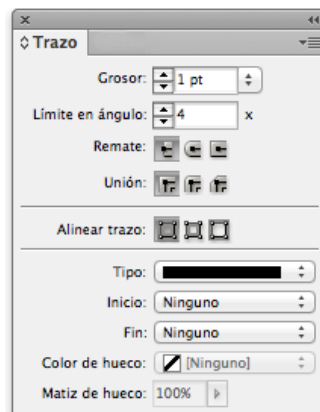 Trazo
Grosor: 1 pt
Límite en ángulo: 4 x
Remate:
Unión:
Alinear trazo:
Tipo:
Inicio: Ninguno
Fin: Ninguno
Color de hueco: [Ninguno]
Matiz de hueco: 100%